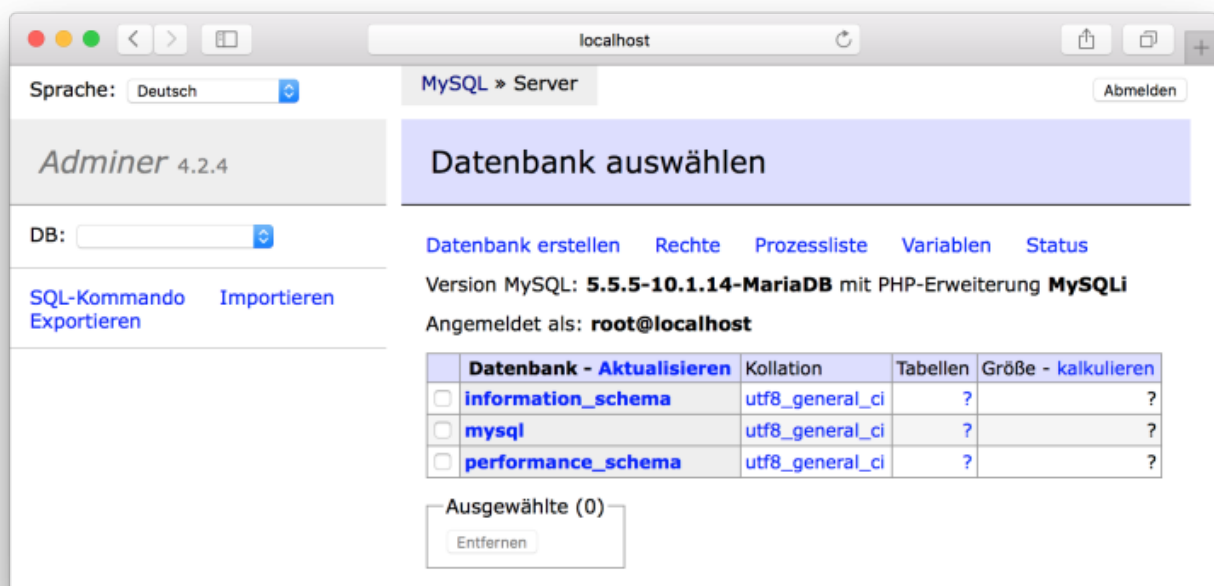 localhost
Sprache: Deutsch
MySQL » Server
Abmelden
Adminer 4.2.4
Datenbank auswählen
DB:
Datenbank erstellen Rechte Prozessliste Variablen Status
SQL-Kommando Importieren
Exportieren
Version MySQL: 5.5.5-10.1.14-MariaDB mit PHP-Erweiterung MySQLi
Angemeldet als: root@localhost
Datenbank - Aktualisieren Kollation Tabellen Größe - kalkulieren
information_schema utf8_general_ci ? ?
mysql utf8_general_ci ? ?
performance_schema utf8_general_ci ? ?
Ausgewählte (0)
Entfernen